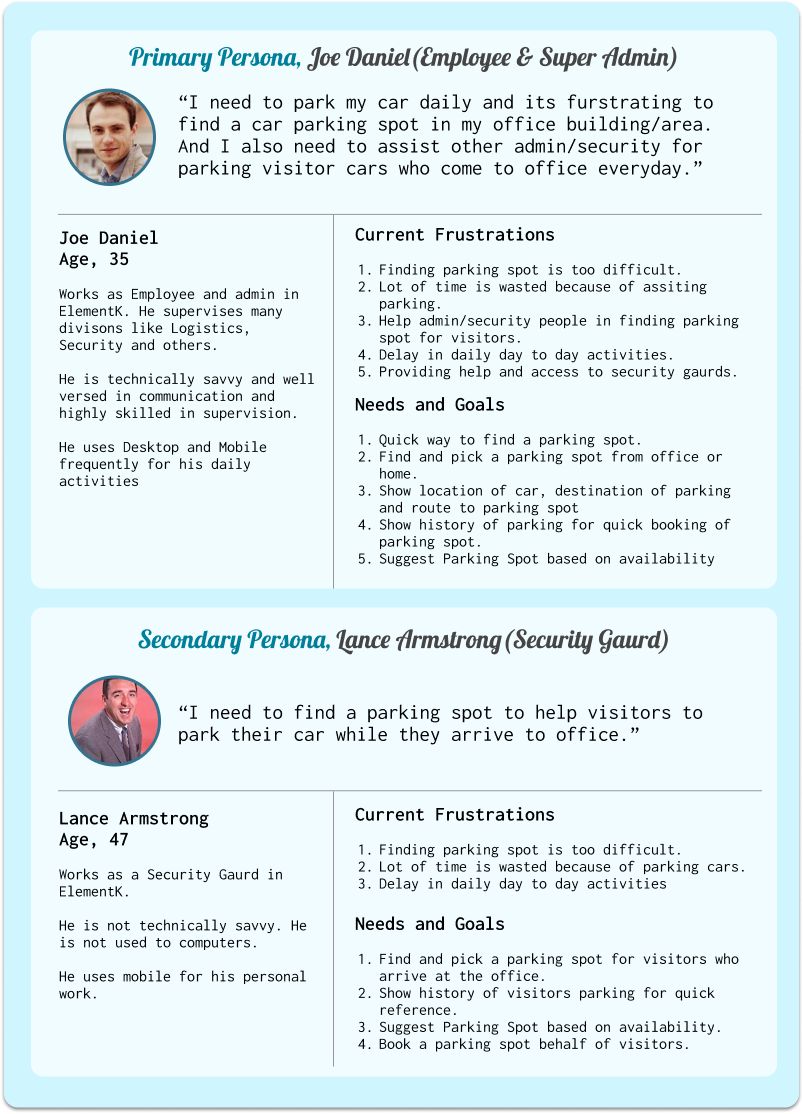 Primary Persona, Joe Daniel(Employee & Super Admin)
“I need to park my car daily and its furstrating to
find a car parking spot in my office building/area.
And I also need to assist other admin/security for
parking visitor cars who come to office everyday.”
Joe Daniel
Age, 35
Works as Employee and admin in
ElementK. He supervises many
divisons like Logistics,
Security and others.
He is technically savvy and well
versed in communication and
highly skilled in supervision.
He uses Desktop and Mobile
frequently for his daily
activities
Current Frustrations
1. Finding parking spot is too difficult.
2. Lot of time is wasted because of assiting
parking.
3. Help admin/security people in finding parking
spot for visitors.
4. Delay in daily day to day activities.
5. Providing help and access to security gaurds.
Needs and Goals
1. Quick way to find a parking spot.
2. Find and pick a parking spot from office or
home.
3. Show location of car, destination of parking
and route to parking spot
4. Show history of parking for quick booking of
parking spot.
5. Suggest Parking Spot based on availability
Secondary Persona, Lance Armstrong(Security Gaurd)
“I need to find a parking spot to help visitors to
park their car while they arrive to office.”
Lance Armstrong
Age, 47
Works as a Security Gaurd in
ElementK.
He is not technically savvy. He
is not used to computers.
He uses mobile for his personal
work.
Current Frustrations
1. Finding parking spot is too difficult.
2. Lot of time is wasted because of parking cars.
3. Delay in daily day to day activities
Needs and Goals
1. Find and pick a parking spot for visitors who
arrive at the office.
2. Show history of visitors parking for quick
reference.
3. Suggest Parking Spot based on availability.
4. Book a parking spot behalf of visitors.